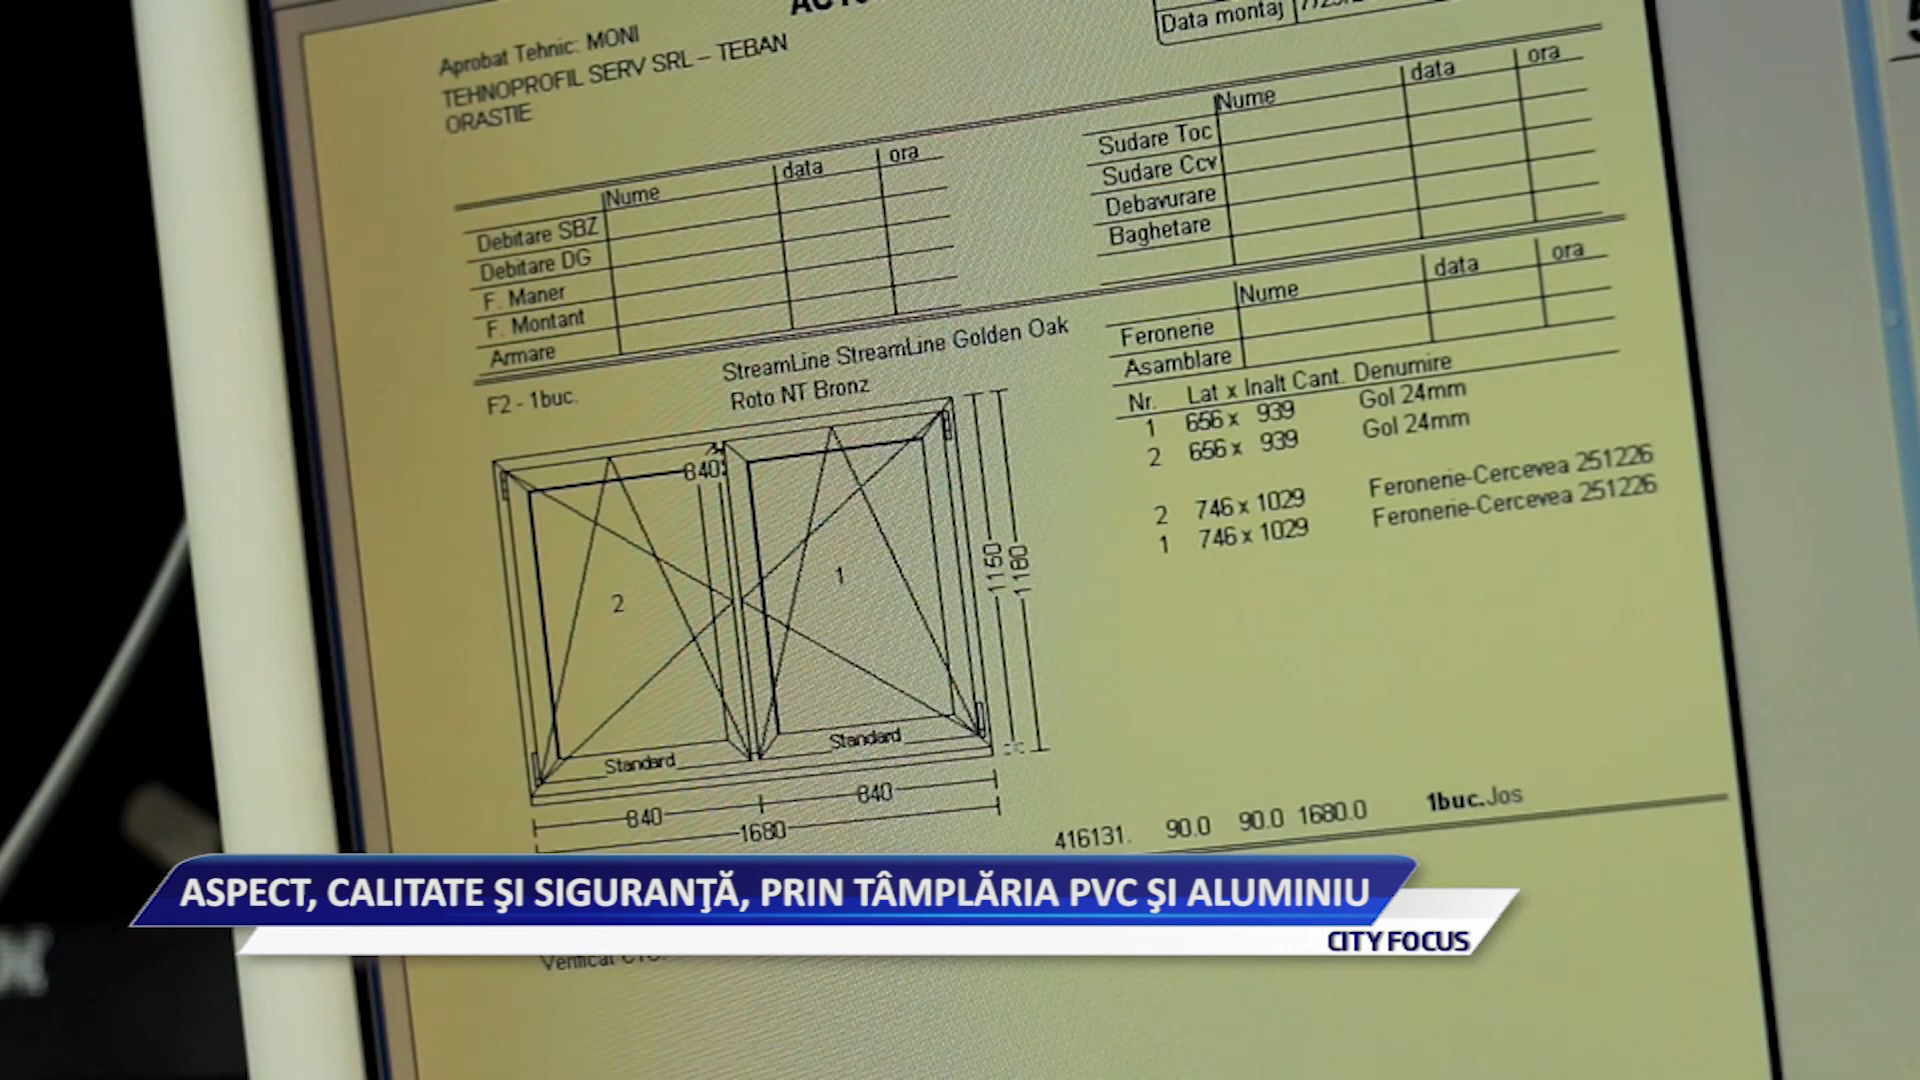 Data montaj
Aprobat Tehnic: MONI
TEHNOPROFIL SERV SRL – TEBAN
ORASTIE
Nume data ora
Debitare SBZ
Debitare DG
F. Maner
F. Montant
Armare
Nume data ora
Sudare Toc
Sudare Ccv
Debavurare
Baghetare
Nume data ora
Feronerie
Asamblare
F2 - 1buc.
StreamLine StreamLine Golden Oak
Roto NT Bronz
Nr. Lat x Inalt Cant. Denumire
1 656 x 939 Gol 24mm
2 656 x 939 Gol 24mm
2 746 x 1029 Feronerie-Cercevea 251226
1 746 x 1029 Feronerie-Cercevea 251226
840
2
1
1150
1180
Standard
Standard
840
840
1680
416131. 90.0 90.0 1680.0 1buc.Jos
ASPECT, CALITATE ŞI SIGURANŢĂ, PRIN TÂMPLĂRIA PVC ŞI ALUMINIU
CITY FOCUS